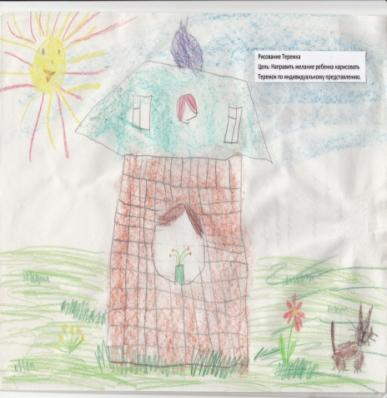 Рисование Теремка
Цель: Направить желание ребенка нарисовать
Теремок по индивидуальному представлению.